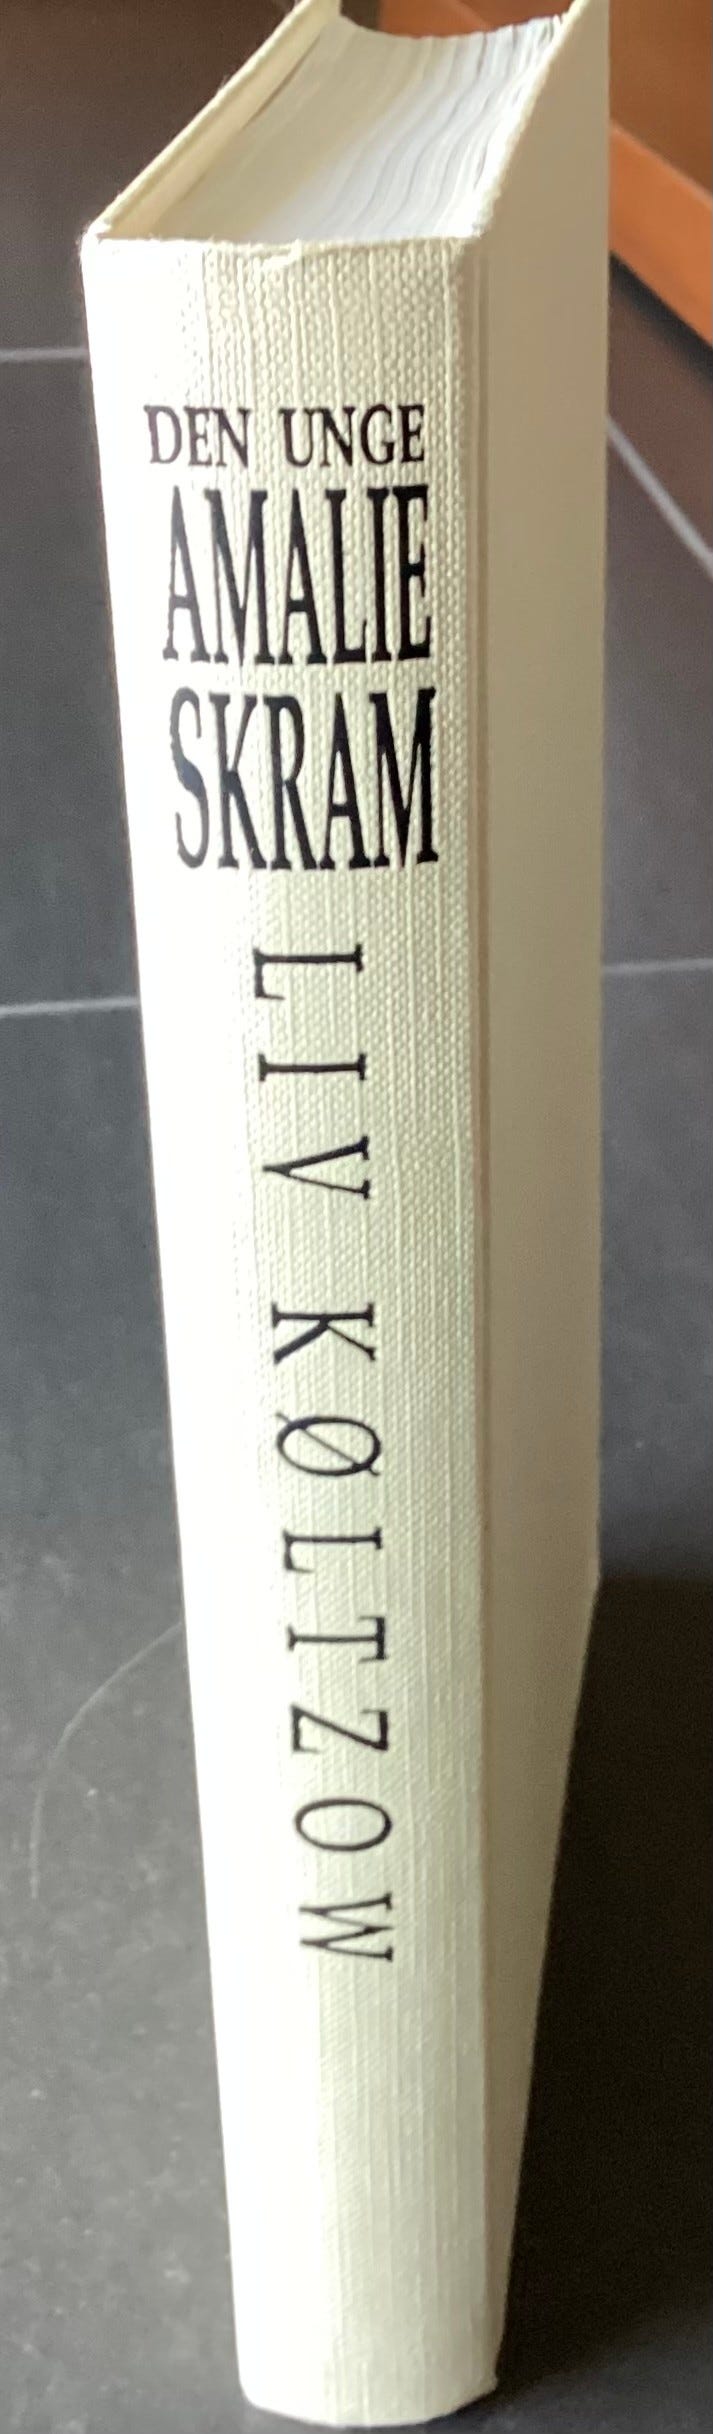 DEN UNGE
AMALIE
SKRAM
LIV KØLTZOW